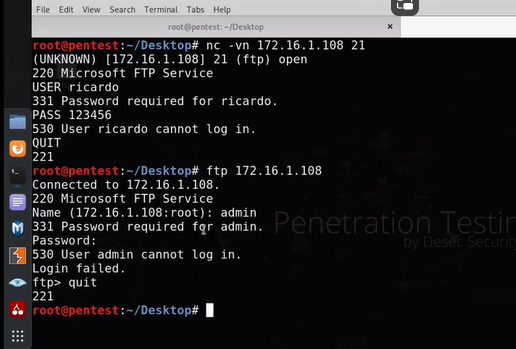 File Edit View Search Terminal Tabs Help
root@pentest: ~/Desktop
root@pentest:~/Desktop# nc -vn 172.16.1.108 21
(UNKNOWN) [172.16.1.108] 21 (ftp) open
220 Microsoft FTP Service
USER ricardo
331 Password required for ricardo.
PASS 123456
530 User ricardo cannot log in.
QUIT
221
root@pentest:~/Desktop# ftp 172.16.1.108
Connected to 172.16.1.108.
220 Microsoft FTP Service
Name (172.16.1.108:root): admin
331 Password required for admin.
Password:
530 User admin cannot log in.
Login failed.
ftp> quit
221
root@pentest:~/Desktop#
Penetration Testin
by Desec Security